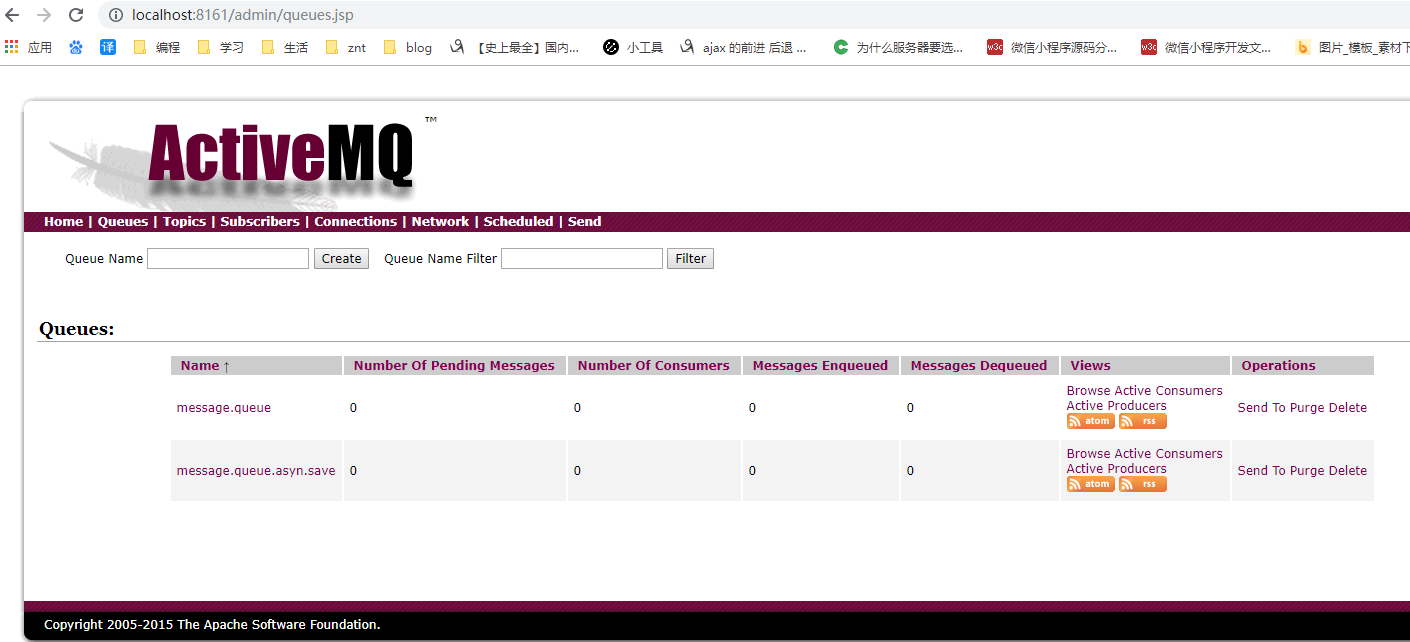 localhost:8161/admin/queues.jsp
应用 译 编程 学习 生活 znt blog 【史上最全】国内... 小工具 ajax 的前进 后退 ... 为什么服务器要选... w3c 微信小程序源码分... w3c 微信小程序开发文... 图片_模板_素材下
ActiveMQ ™
Home | Queues | Topics | Subscribers | Connections | Network | Scheduled | Send
Queue Name Create Queue Name Filter Filter
Queues:
Name ↑ Number Of Pending Messages Number Of Consumers Messages Enqueued Messages Dequeued Views Operations
message.queue 0 0 0 0 Browse Active Consumers
Active Producers
atom rss
Send To Purge Delete
message.queue.asyn.save 0 0 0 0 Browse Active Consumers
Active Producers
atom rss
Send To Purge Delete
Copyright 2005-2015 The Apache Software Foundation.